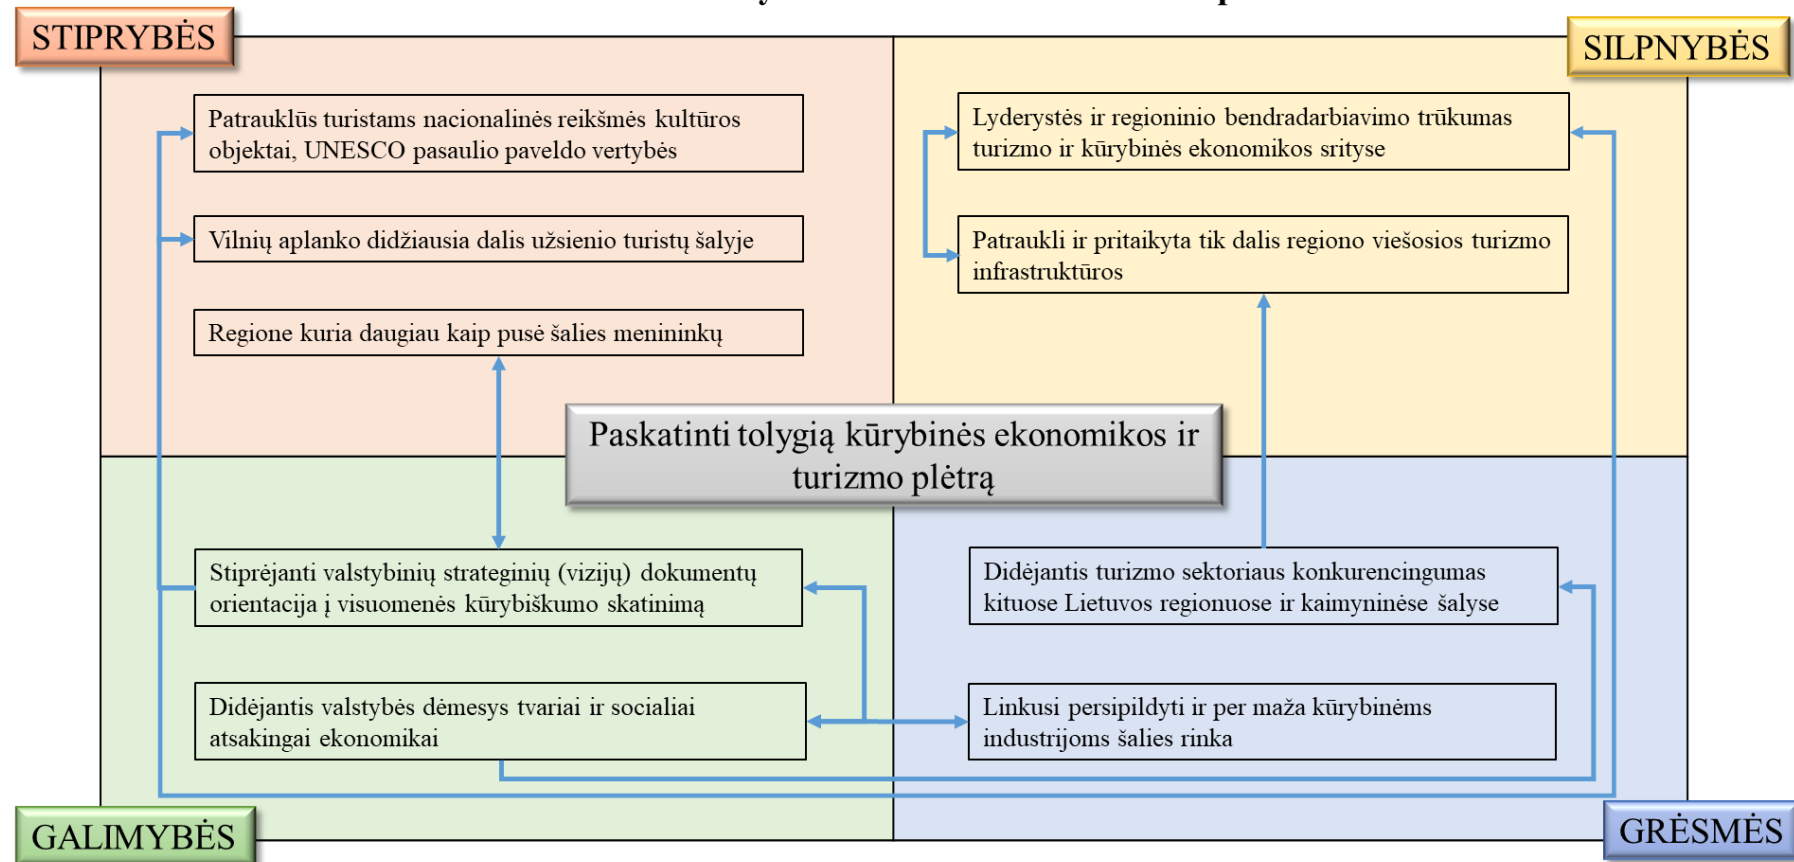 STIPRYBĖS
SILPNYBĖS
Patrauklūs turistams nacionalinės reikšmės kultūros
objektai, UNESCO pasaulio paveldo vertybės
Vilnių aplanko didžiausia dalis užsienio turistų šalyje
Regione kuria daugiau kaip pusė šalies menininkų
Lyderystės ir regioninio bendradarbiavimo trūkumas
turizmo ir kūrybinės ekonomikos srityse
Patraukli ir pritaikyta tik dalis regiono viešosios turizmo
infrastruktūros
Paskatinti tolygią kūrybinės ekonomikos ir
turizmo plėtrą
Stiprėjanti valstybinių strateginių (vizijų) dokumentų
orientacija į visuomenės kūrybiškumo skatinimą
Didėjantis valstybės dėmesys tvariai ir socialiai
atsakingai ekonomikai
Didėjantis turizmo sektoriaus konkurencingumas
kituose Lietuvos regionuose ir kaimyninėse šalyse
Linkusi persipildyti ir per maža kūrybinėms
industrijoms šalies rinka
GALIMYBĖS
GRĖSMĖS